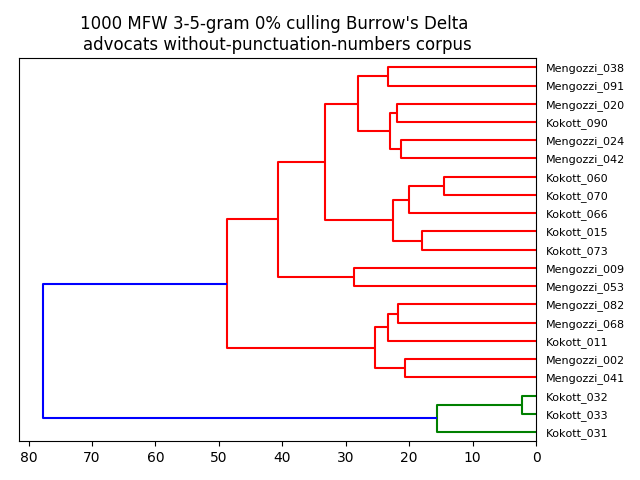 1000 MFW 3-5-gram 0% culling Burrow's Delta
advocats without-punctuation-numbers corpus
Mengozzi_038
Mengozzi_091
Mengozzi_020
Kokott_090
Mengozzi_024
Mengozzi_042
Kokott_060
Kokott_070
Kokott_066
Kokott_015
Kokott_073
Mengozzi_009
Mengozzi_053
Mengozzi_082
Mengozzi_068
Kokott_011
Mengozzi_002
Mengozzi_041
Kokott_032
Kokott_033
Kokott_031
80 70 60 50 40 30 20 10 0